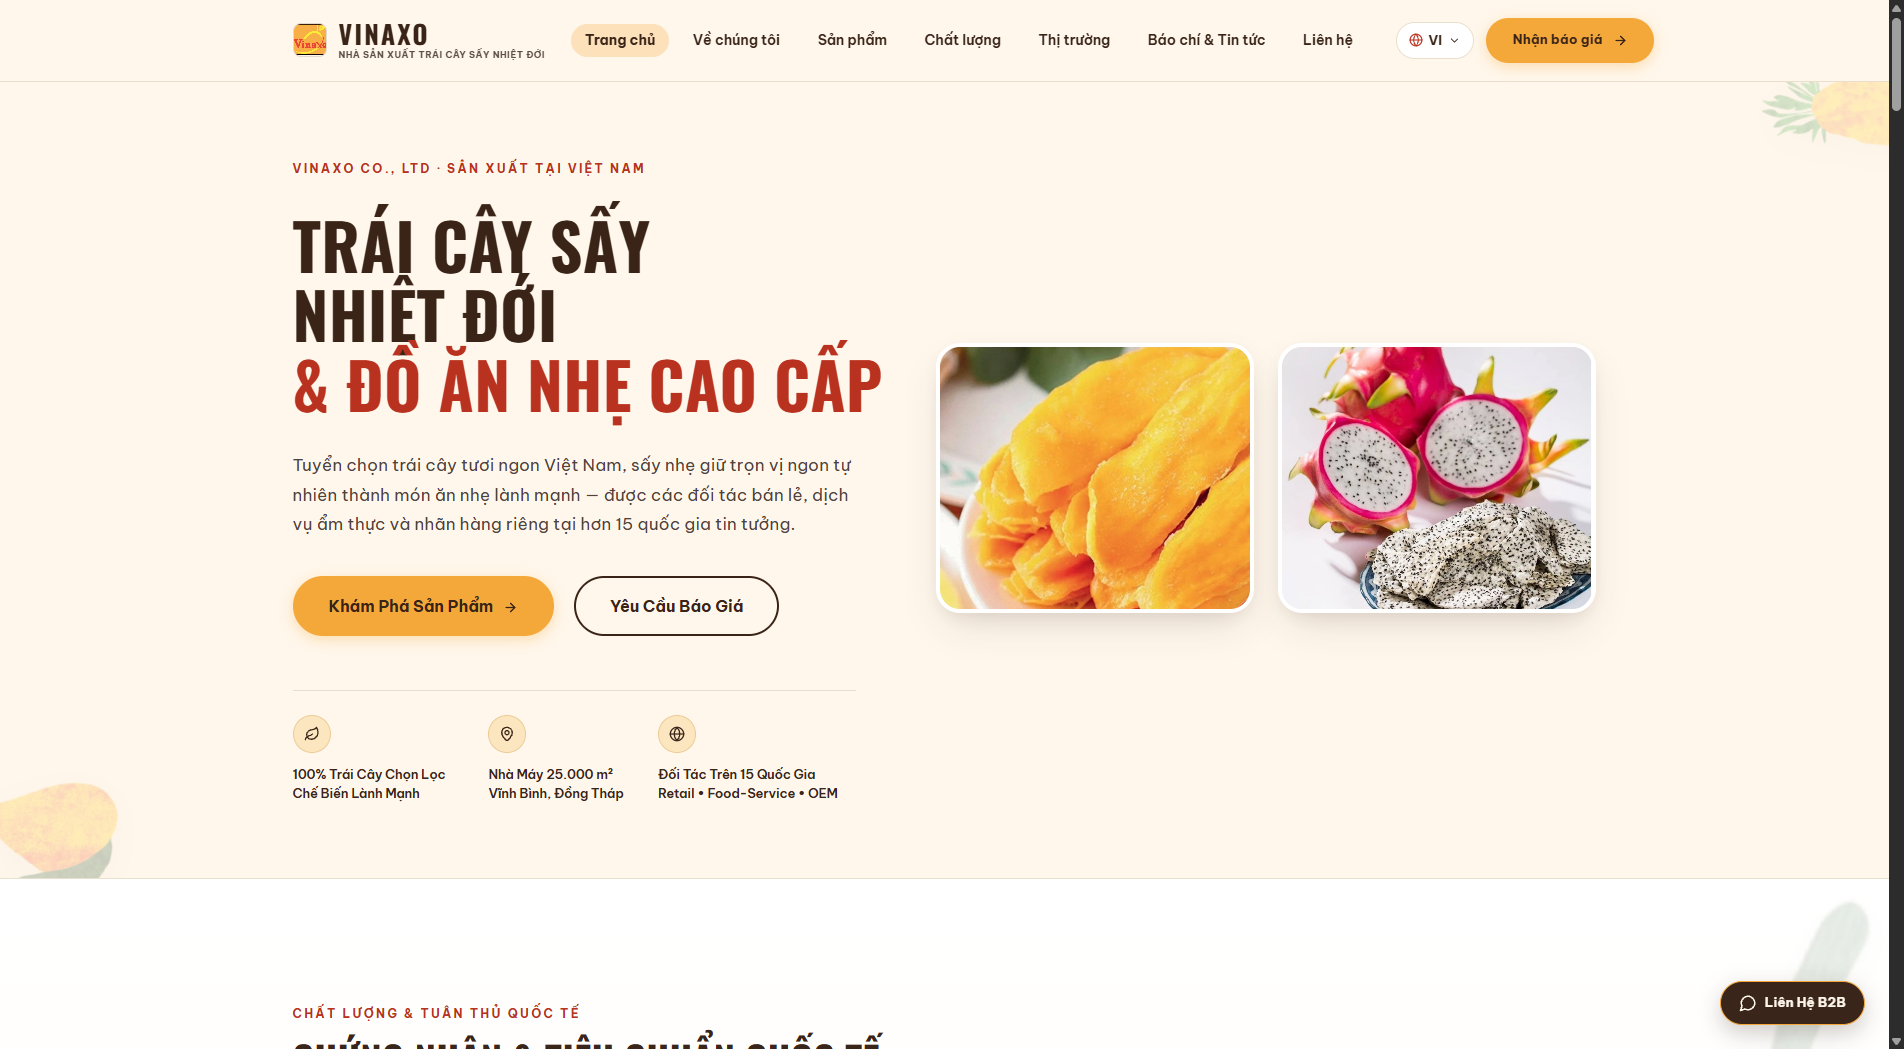 Vinaxo
VINAXO
NHÀ SẢN XUẤT TRÁI CÂY SẤY NHIỆT ĐỚI
Trang chủ
Về chúng tôi
Sản phẩm
Chất lượng
Thị trường
Báo chí & Tin tức
Liên hệ
VI
Nhận báo giá
VINAXO CO., LTD · SẢN XUẤT TẠI VIỆT NAM
TRÁI CÂY SẤY
NHIỆT ĐỚI
& ĐỒ ĂN NHẸ CAO CẤP
Tuyển chọn trái cây tươi ngon Việt Nam, sấy nhẹ giữ trọn vị ngon tự
nhiên thành món ăn nhẹ lành mạnh — được các đối tác bán lẻ, dịch
vụ ẩm thực và nhãn hàng riêng tại hơn 15 quốc gia tin tưởng.
Khám Phá Sản Phẩm
Yêu Cầu Báo Giá
100% Trái Cây Chọn Lọc
Chế Biến Lành Mạnh
Nhà Máy 25.000 m²
Vĩnh Bình, Đồng Tháp
Đối Tác Trên 15 Quốc Gia
Retail • Food-Service • OEM
CHẤT LƯỢNG & TUÂN THỦ QUỐC TẾ
CHỨNG NHẬN & TIÊU CHUẨN QUỐC TẾ
Liên Hệ B2B